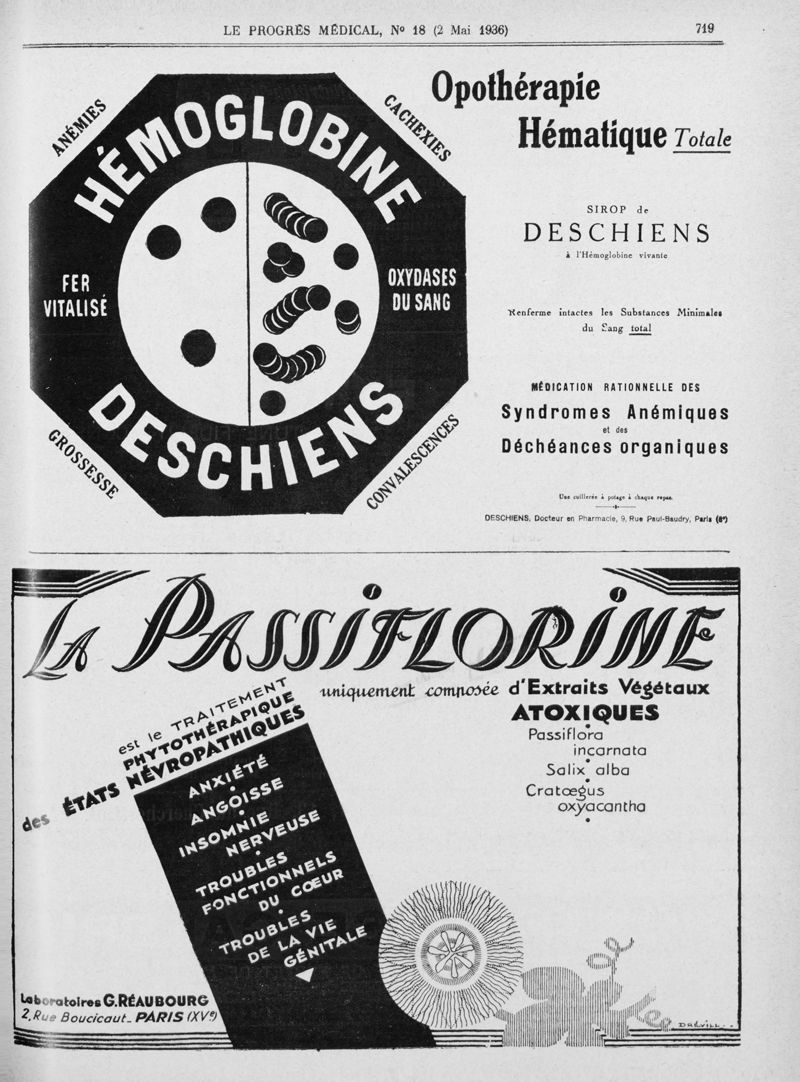 LE PROGRÈS MÉDICAL, Nº 18 (2 Mai 1936)
719
ANÉMIES
CACHEXIES
HÉMOGLOBINE
FER
VITALISÉ
OXYDASES
DU SANG
DESCHIENS
GROSSESSE
CONVALESCENCES
Opothérapie
Hématique Totale
SIROP de
DESCHIENS
à l'Hémoglobine vivante
Renferme intactes les Substances Minimales
du Sang total
MÉDICATION RATIONNELLE DES
Syndromes Anémiques
et des
Déchéances organiques
Une cuillerée à potage à chaque repas.
DESCHIENS, Docteur en Pharmacie, 9, Rue Paul-Baudry, Paris (8e)
LA PASSIFLORINE
uniquement composée d'Extraits Végétaux
ATOXIQUES
Passiflora
incarnata
Salix alba
Cratœgus
oxyacantha
est le TRAITEMENT
PHYTOTHÉRAPIQUE
des ÉTATS NÉVROPATHIQUES
ANXIÉTÉ
ANGOISSE
INSOMNIE
NERVEUSE
TROUBLES
FONCTIONNELS
DU CŒUR
TROUBLES
DE LA VIE
GÉNITALE
Laboratoires G. RÉAUBOURG
2, Rue Boucicaut - PARIS (XVe)
DRÉVILL